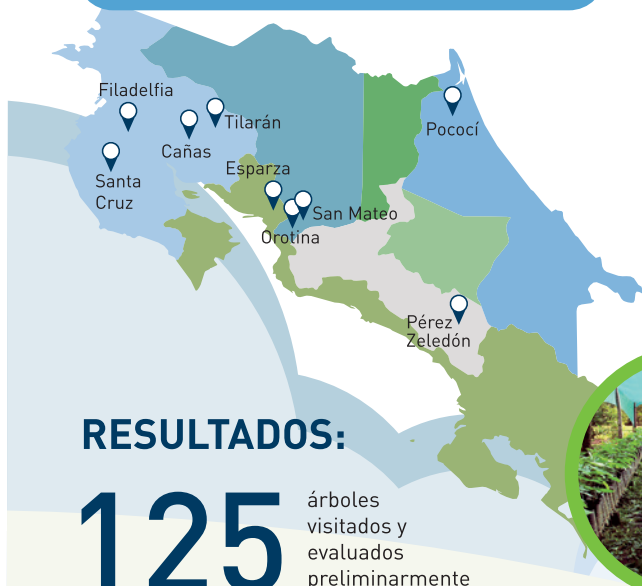 Filadelfia
Tilarán
Cañas
Pococí
Esparza
Santa
Cruz
San Mateo
Orotina
Pérez
Zeledón
RESULTADOS:
125
árboles
visitados y
evaluados
preliminarmente